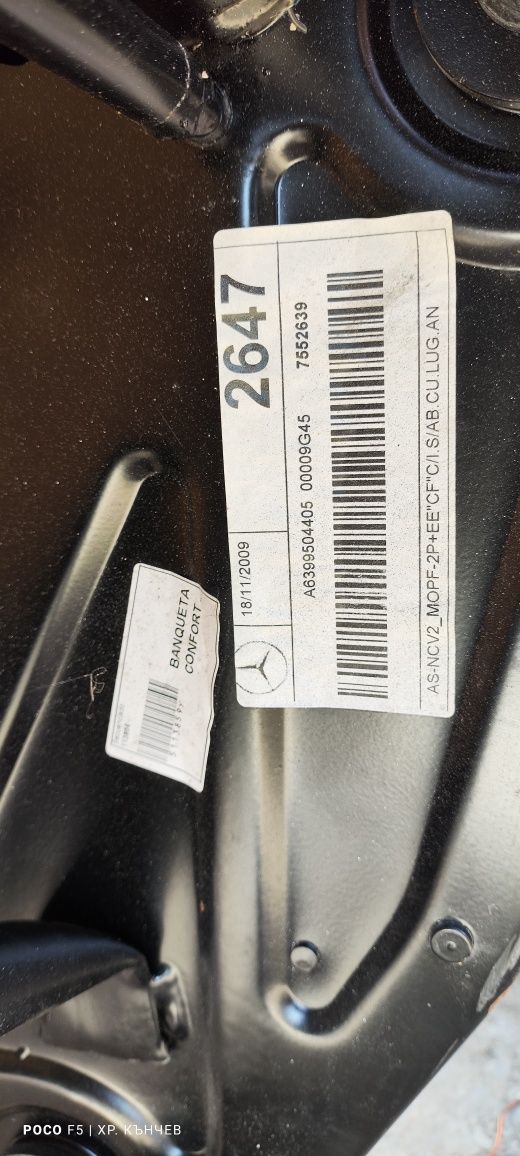 2647
18/11/2009
A6399504405 00009G45 7552639
AS-NCV2_MOPF-2P+EE"CF"C/I.S/AB.CU.LUG.AN
BANQUETA
CONFORT
POCO F5 | ХР. КЪНЧЕВ